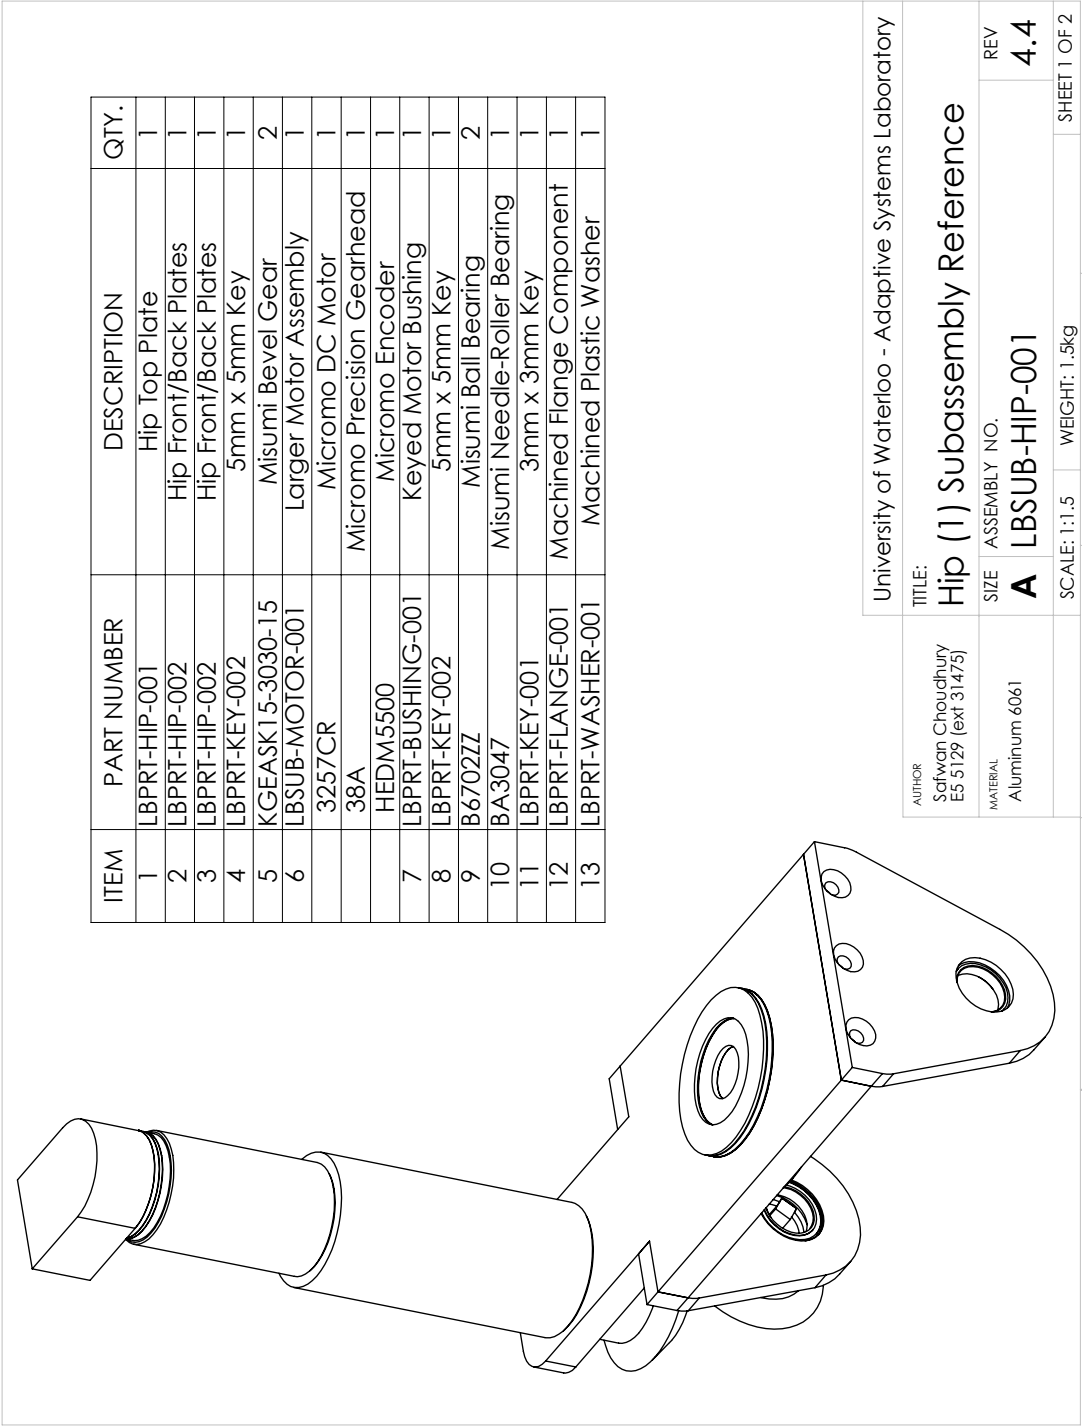 ITEM PART NUMBER DESCRIPTION QTY.
1 LBPRT-HIP-001 Hip Top Plate 1
2 LBPRT-HIP-002 Hip Front/Back Plates 1
3 LBPRT-HIP-002 Hip Front/Back Plates 1
4 LBPRT-KEY-002 5mm x 5mm Key 1
5 KGEASK15-3030-15 Misumi Bevel Gear 2
6 LBSUB-MOTOR-001 Larger Motor Assembly 1
3257CR Micromo DC Motor 1
38A Micromo Precision Gearhead 1
HEDM5500 Micromo Encoder 1
7 LBPRT-BUSHING-001 Keyed Motor Bushing 1
8 LBPRT-KEY-002 5mm x 5mm Key 1
9 B6702ZZ Misumi Ball Bearing 2
10 BA3047 Misumi Needle-Roller Bearing 1
11 LBPRT-KEY-001 3mm x 3mm Key 1
12 LBPRT-FLANGE-001 Machined Flange Component 1
13 LBPRT-WASHER-001 Machined Plastic Washer 1
University of Waterloo - Adaptive Systems Laboratory
AUTHOR
Safwan Choudhury
E5 5129 (ext 31475)
MATERIAL
Aluminum 6061
TITLE:
Hip (1) Subassembly Reference
SIZE ASSEMBLY NO. REV
A LBSUB-HIP-001 4.4
SCALE: 1:1.5 WEIGHT: 1.5kg SHEET 1 OF 2